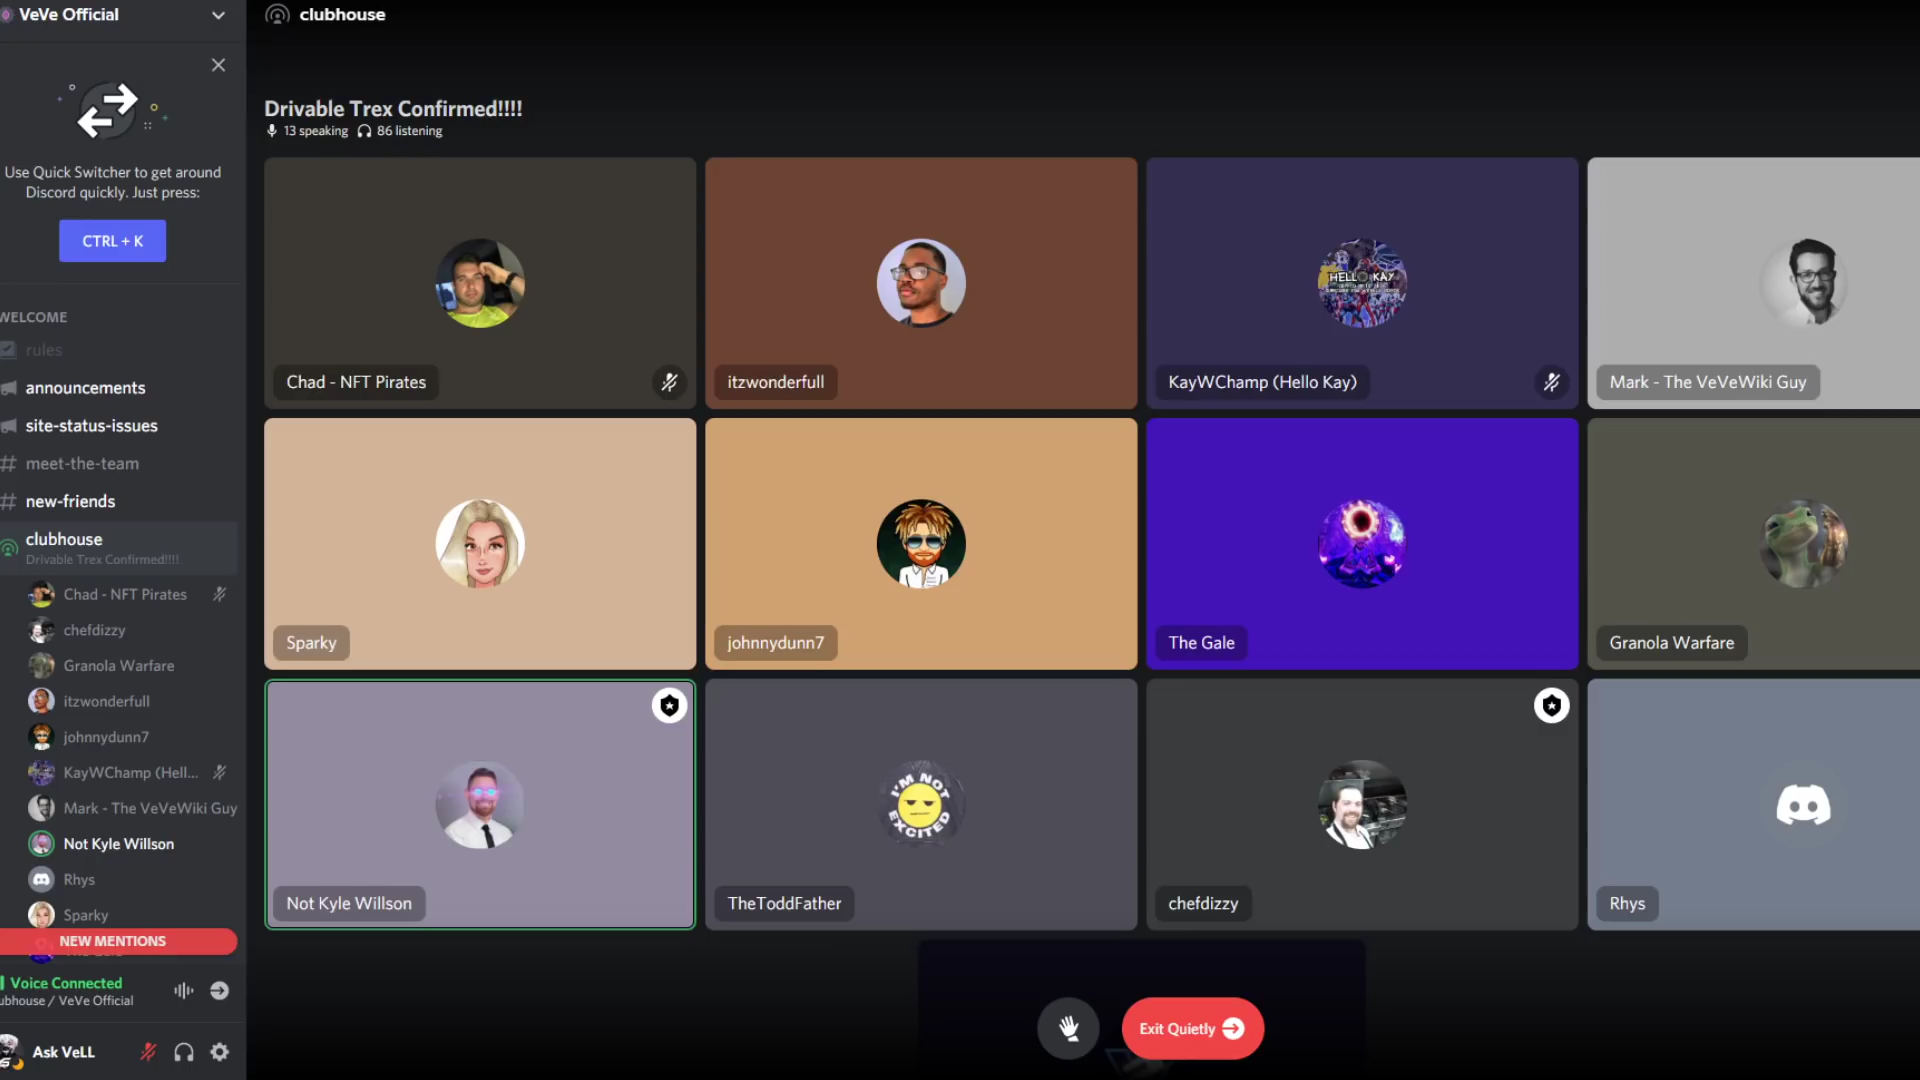 VeVe Official
Use Quick Switcher to get around
Discord quickly. Just press:
CTRL + K
WELCOME
rules
announcements
site-status-issues
meet-the-team
new-friends
clubhouse
Drivable Trex Confirmed!!!!
Chad - NFT Pirates
chefdizzy
Granola Warfare
itzwonderfull
johnnydunn7
KayWChamp (Hell...
Mark - The VeVeWiki Guy
Not Kyle Willson
Rhys
Sparky
NEW MENTIONS
Voice Connected
ubhouse / VeVe Official
Ask VeLL
clubhouse
Drivable Trex Confirmed!!!!
13 speaking 86 listening
Chad - NFT Pirates
itzwonderfull
HELLO KAY
KayWChamp (Hello Kay)
Mark - The VeVeWiki Guy
Sparky
johnnydunn7
The Gale
Granola Warfare
Not Kyle Willson
I'M NOT
EXCITED
TheToddFather
chefdizzy
Rhys
Exit Quietly